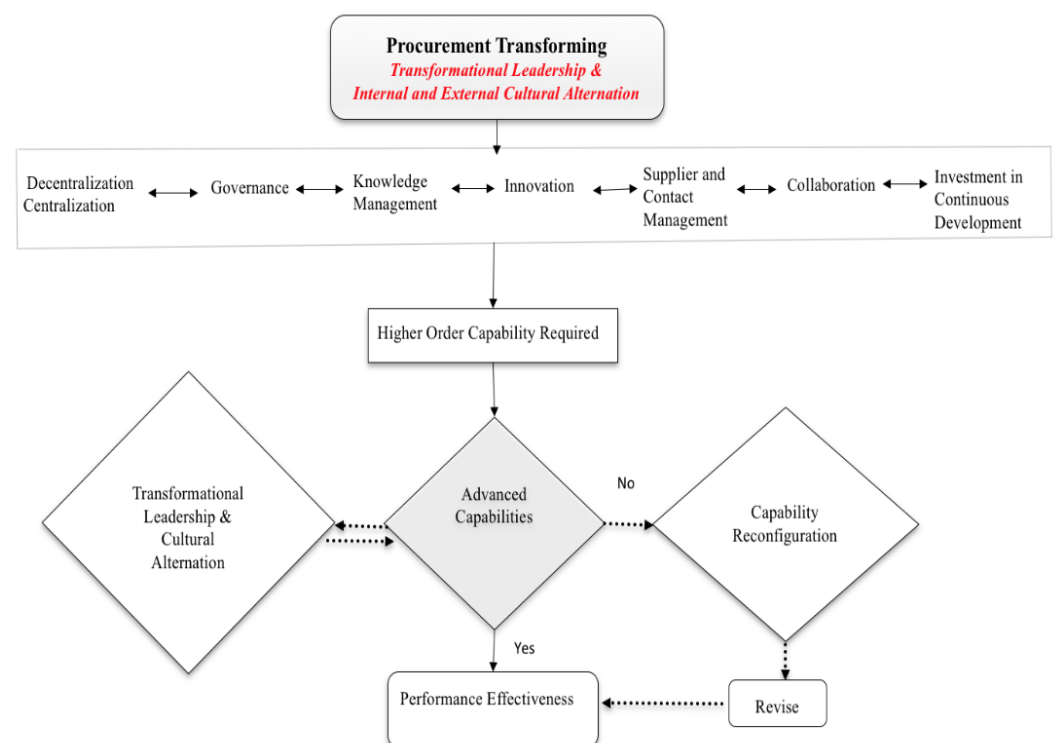 Procurement Transforming
Transformational Leadership &
Internal and External Cultural Alternation
Decentralization
Centralization
Governance
Knowledge
Management
Innovation
Supplier and
Contact
Management
Collaboration
Investment in
Continuous
Development
Higher Order Capability Required
Transformational
Leadership &
Cultural
Alternation
Advanced
Capabilities
No
Capability
Reconfiguration
Yes
Performance Effectiveness
Revise